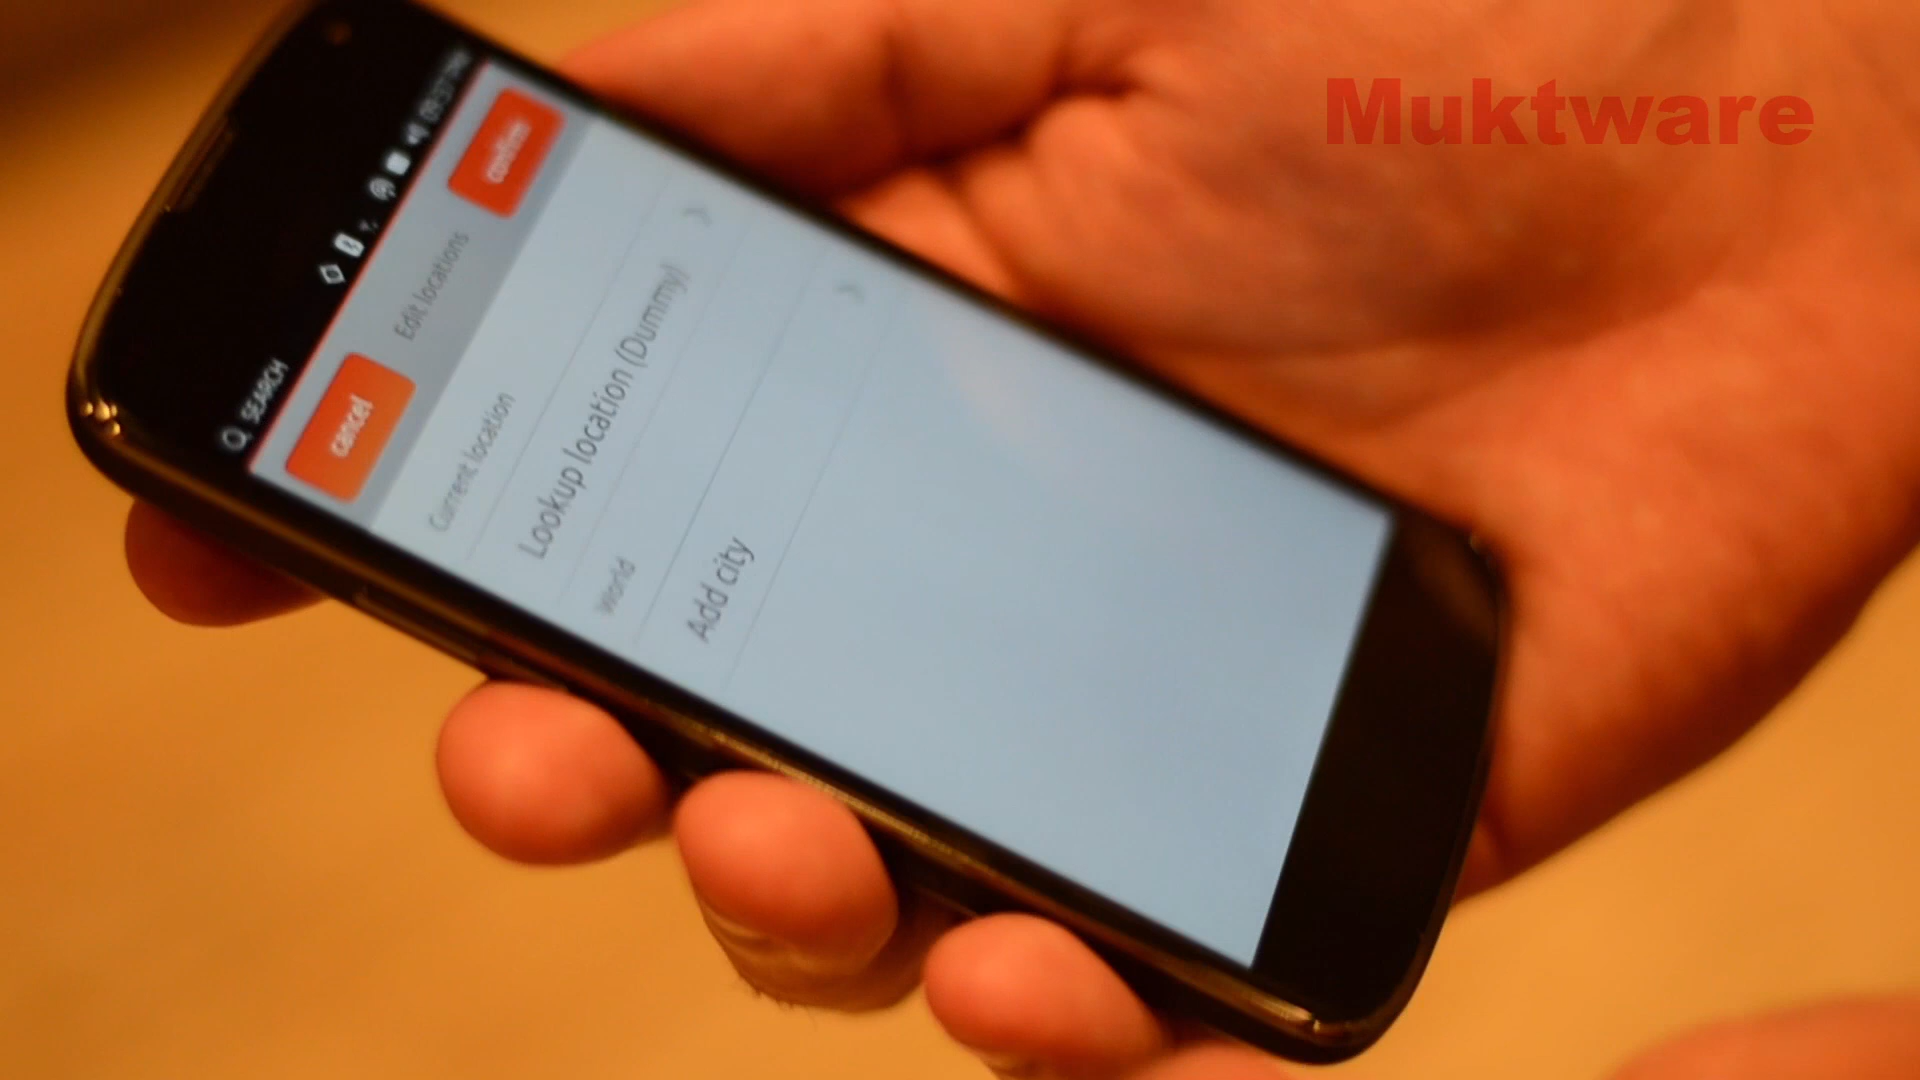 Muktware
SEARCH
cancel
Edit locations
confirm
Current location
Lookup location (Dummy)
World
Add city